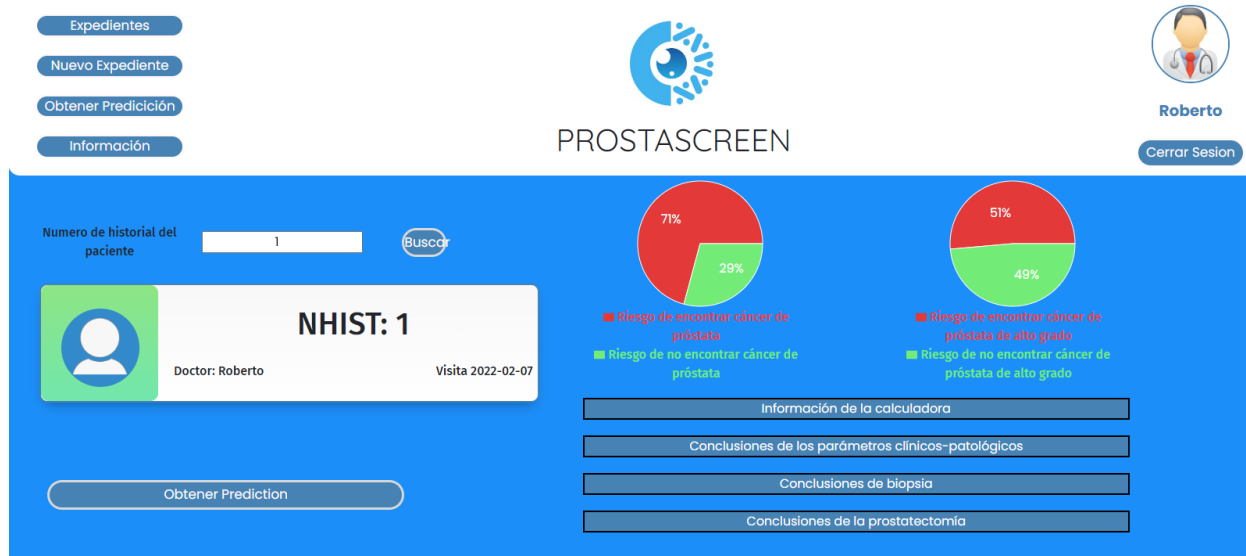 Expedientes
Nuevo Expediente
Obtener Predicición
Información
PROSTASCREEN
Roberto
Cerrar Sesion
Numero de historial del
paciente
1
Buscar
NHIST: 1
Doctor: Roberto
Visita 2022-02-07
Obtener Prediction
71%
29%
Riesgo de encontrar cáncer de
próstata
Riesgo de no encontrar cáncer de
próstata
51%
49%
Riesgo de encontrar cáncer de
próstata de alto grado
Riesgo de no encontrar cáncer de
próstata de alto grado
Información de la calculadora
Conclusiones de los parámetros clínicos-patológicos
Conclusiones de biopsia
Conclusiones de la prostatectomía